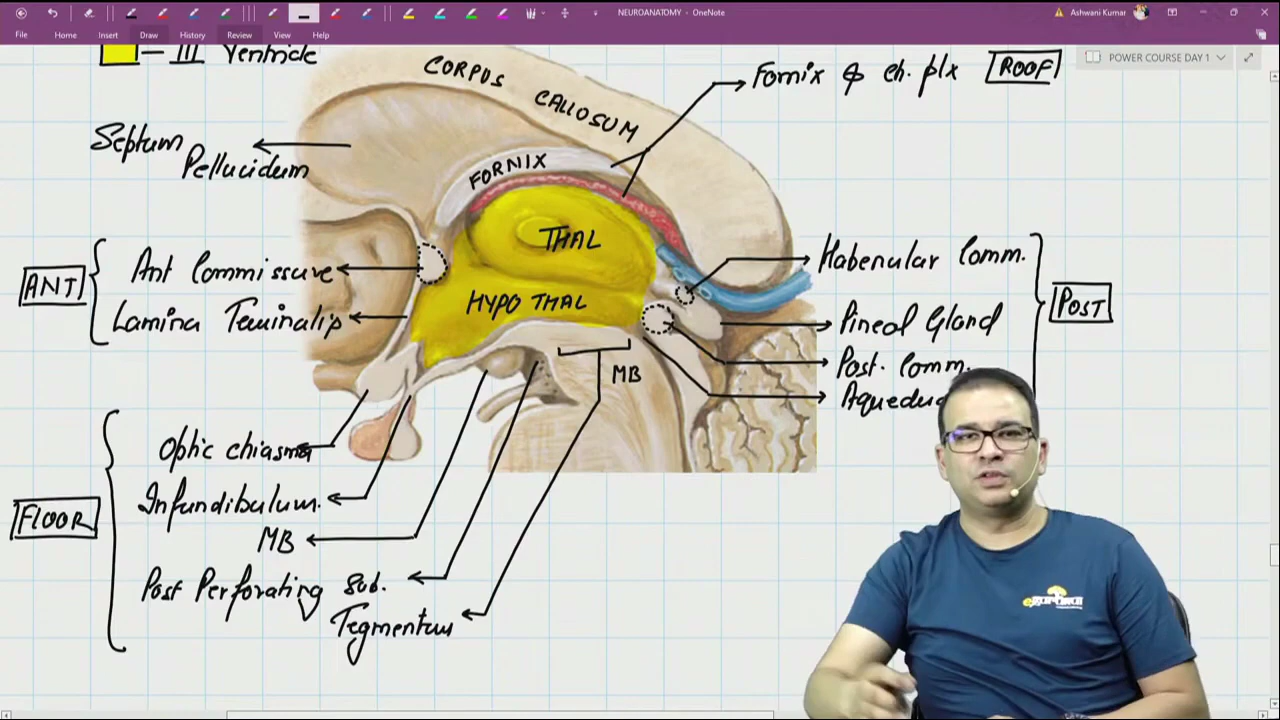 NEUROANATOMY - OneNote
Ashwani Kumar
File Home Insert Draw History Review View Help
POWER COURSE DAY 1
— III Ventricle
CORPUS CALLOSUM
Fornix & ch. plx ROOF
Septum
Pellucidum
FORNIX
THAL
HYPO THAL
ANT
Ant Commissure
Lamina Terminalis
Habenular Comm.
Pineal Gland
Post. Comm.
Aqueduc
POST
MB
FLOOR
Optic chiasma
Infundibulum.
MB
Post Perforating Sub.
Tegmentum